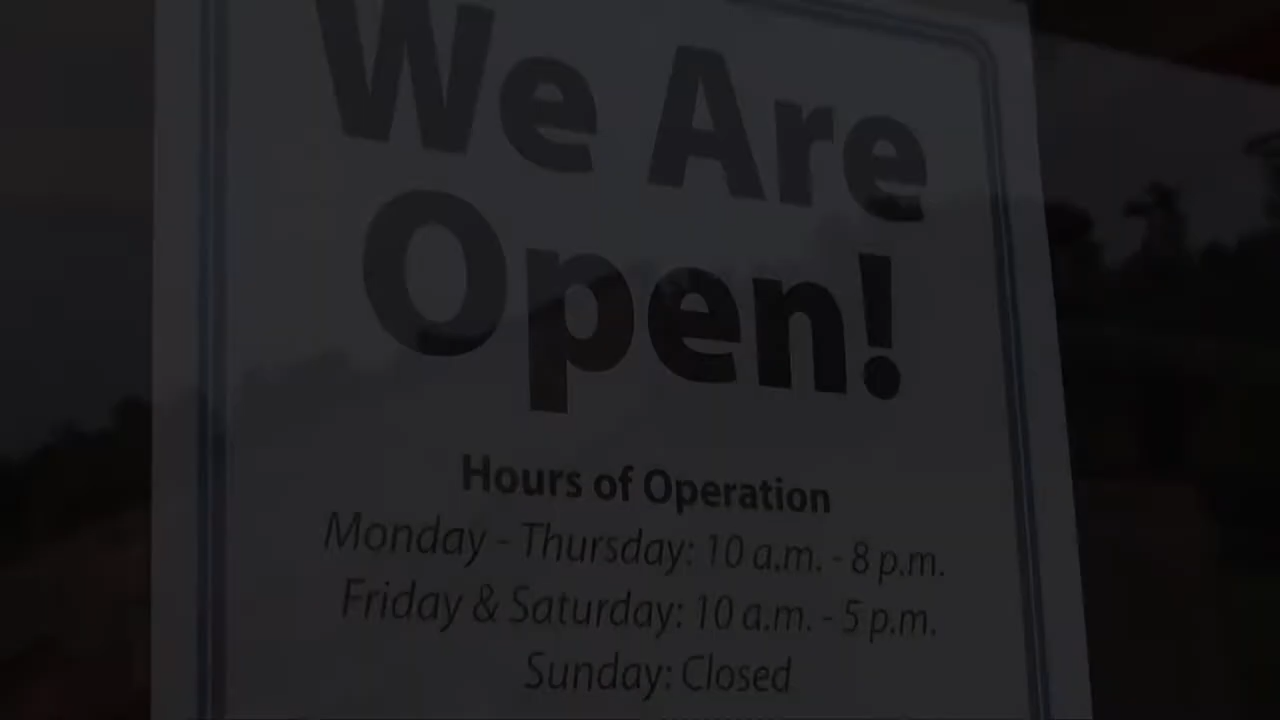 We Are
Open!
Hours of Operation
Monday - Thursday: 10 a.m. - 8 p.m.
Friday & Saturday: 10 a.m. - 5 p.m.
Sunday: Closed